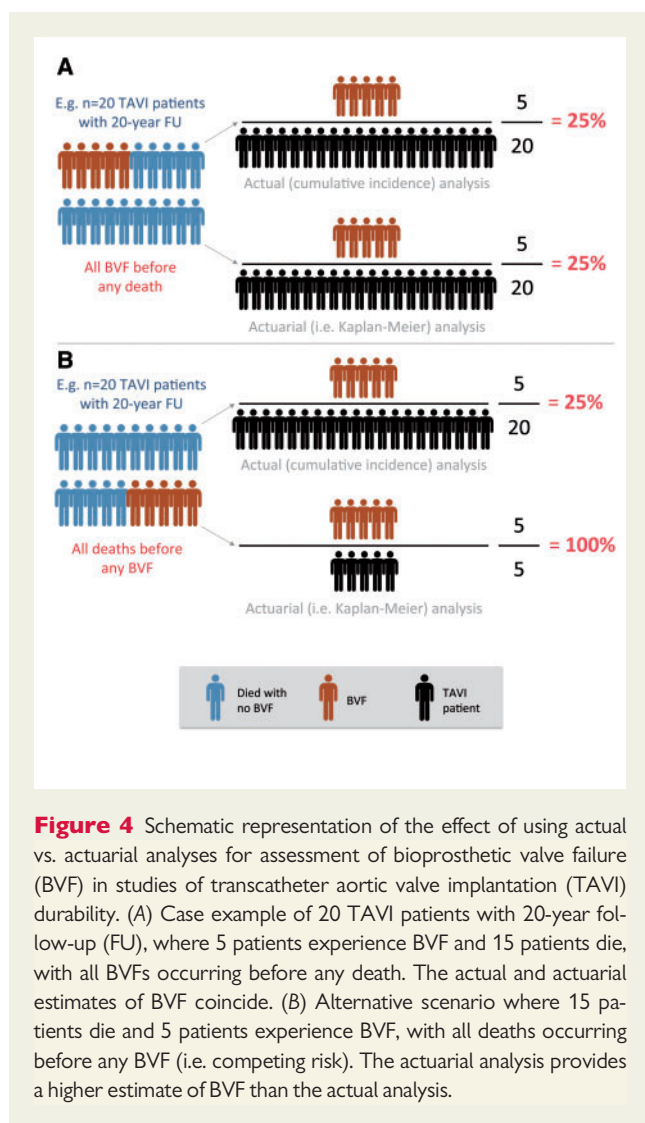 A
E.g. n=20 TAVI patients
with 20-year FU
All BVF before
any death
5
20
= 25%
Actual (cumulative incidence) analysis
5
20
= 25%
Actuarial (i.e. Kaplan-Meier) analysis
B
E.g. n=20 TAVI patients
with 20-year FU
All deaths before
any BVF
5
20
= 25%
Actual (cumulative incidence) analysis
5
5
= 100%
Actuarial (i.e. Kaplan-Meier) analysis
Died with
no BVF
BVF
TAVI
patient
Figure 4 Schematic representation of the effect of using actual
vs. actuarial analyses for assessment of bioprosthetic valve failure
(BVF) in studies of transcatheter aortic valve implantation (TAVI)
durability. (A) Case example of 20 TAVI patients with 20-year fol-
low-up (FU), where 5 patients experience BVF and 15 patients die,
with all BVFs occurring before any death. The actual and actuarial
estimates of BVF coincide. (B) Alternative scenario where 15 pa-
tients die and 5 patients experience BVF, with all deaths occurring
before any BVF (i.e. competing risk). The actuarial analysis provides
a higher estimate of BVF than the actual analysis.